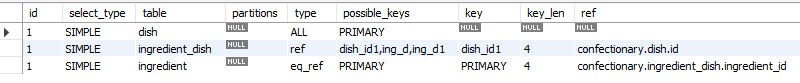 id select_type table partitions type possible_keys key key_len ref
1 SIMPLE dish NULL ALL PRIMARY NULL NULL NULL
1 SIMPLE ingredient_dish NULL ref dish_id1,ing_d,ing_d1 dish_id1 4 confectionary.dish.id
1 SIMPLE ingredient NULL eq_ref PRIMARY PRIMARY 4 confectionary.ingredient_dish.ingredient_id